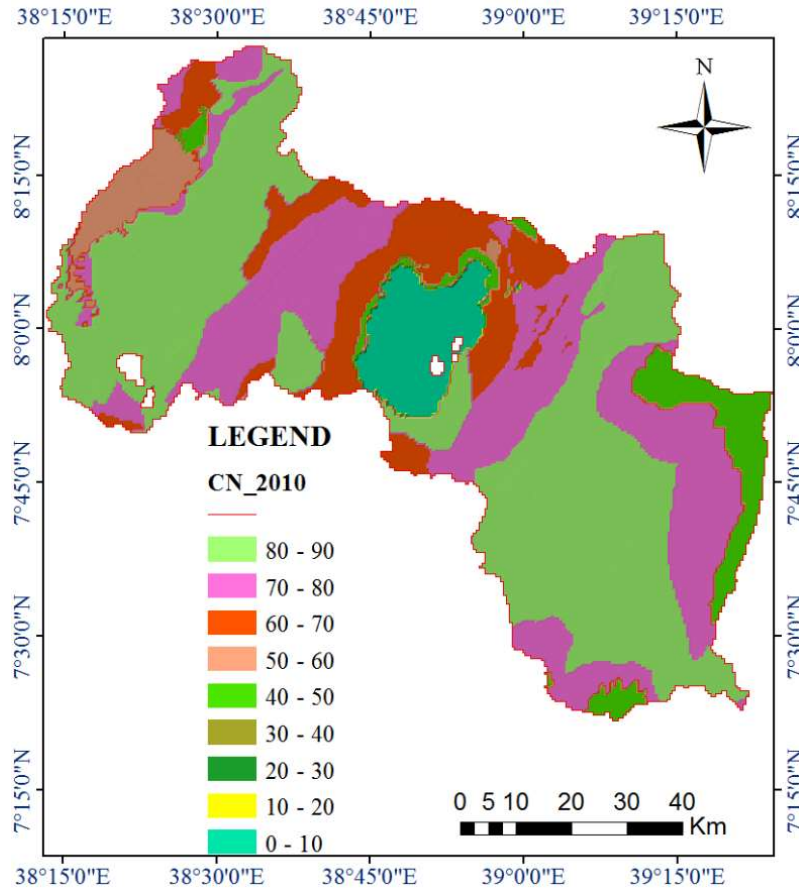 38°15'0"E 38°30'0"E 38°45'0"E 39°0'0"E 39°15'0"E
N
8°15'0"N 8°15'0"N
8°0'0"N 8°0'0"N
LEGEND
CN_2010
7°45'0"N 7°45'0"N
80 - 90
70 - 80
60 - 70
7°30'0"N 7°30'0"N
50 - 60
40 - 50
30 - 40
20 - 30
7°15'0"N 7°15'0"N
10 - 20
0 - 10
0 5 10 20 30 40
Km
38°15'0"E 38°30'0"E 38°45'0"E 39°0'0"E 39°15'0"E